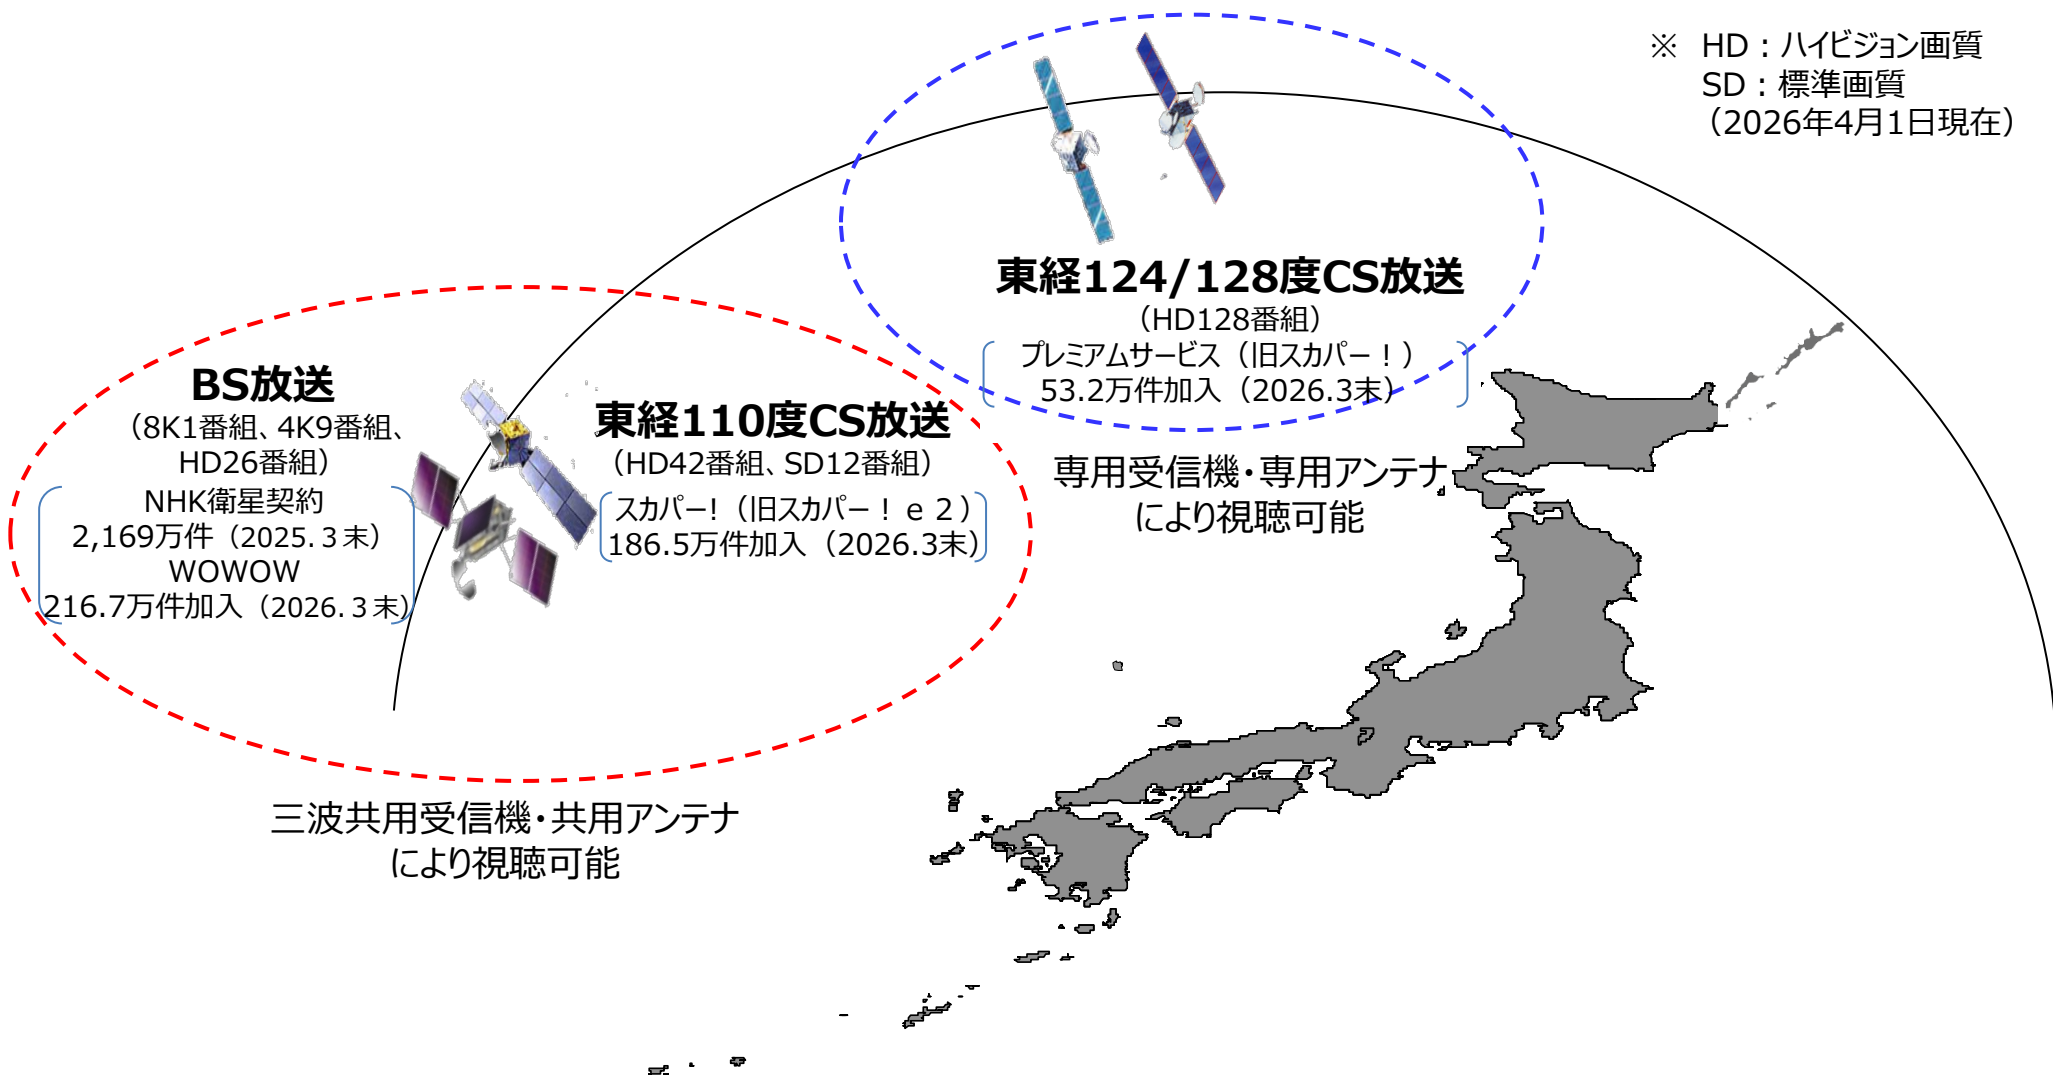 ※ HD：ハイビジョン画質
SD：標準画質
（2026年4月1日現在）
東経124/128度CS放送
（HD128番組）
プレミアムサービス（旧スカパー！）
53.2万件加入（2026.3末）
BS放送
（8K1番組、4K9番組、
HD26番組）
NHK衛星契約
2,169万件（2025.３末）
WOWOW
216.7万件加入（2026.３末）
東経110度CS放送
（HD42番組、SD12番組）
スカパー!（旧スカパー！ｅ２）
186.5万件加入（2026.3末）
専用受信機・専用アンテナ
により視聴可能
三波共用受信機・共用アンテナ
により視聴可能